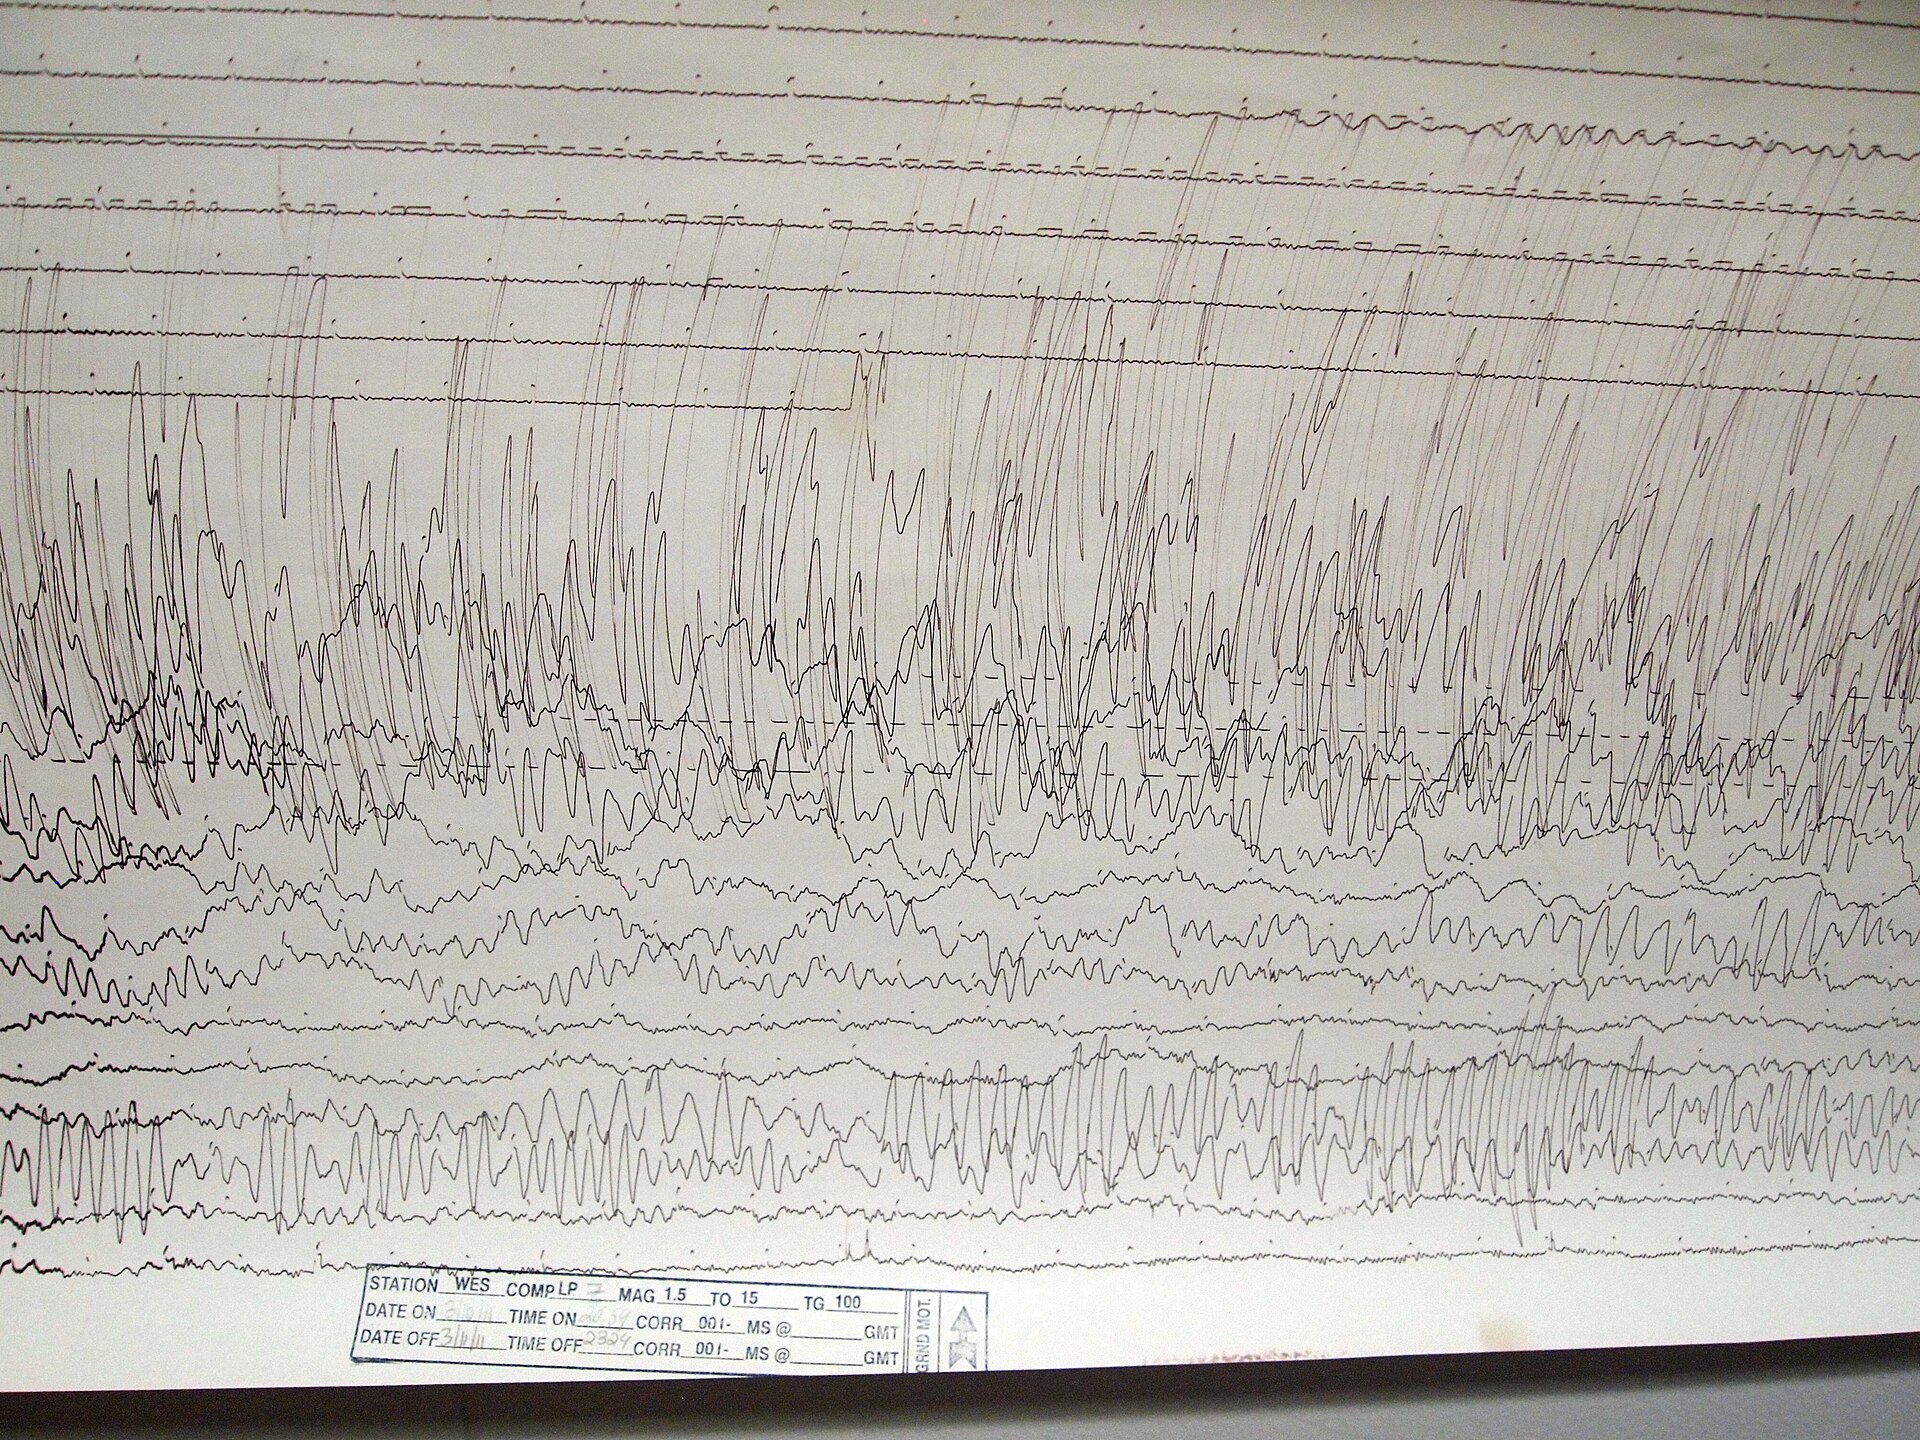 STATION WES COMP LP Z MAG 1.5 TO 15 TG 100
DATE ON 3/10/11 TIME ON CORR 001- MS @ GMT
DATE OFF 3/11/11 TIME OFF 2324 CORR 001- MS @ GMT
GRND MOT.